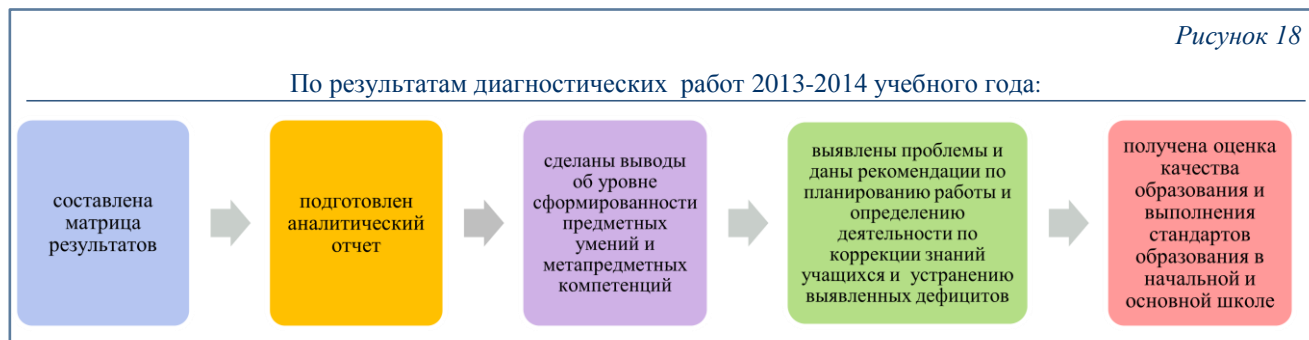 Рисунок 18
По результатам диагностических работ 2013-2014 учебного года:
составлена
матрица
результатов
подготовлен
аналитический
отчет
сделаны выводы
об уровне
сформированности
предметных
умений и
метапредметных
компетенций
выявлены проблемы и
даны рекомендации по
планированию работы и
определению
деятельности по
коррекции знаний
учащихся и устранению
выявленных дефицитов
получена оценка
качества
образования и
выполнения
стандартов
образования в
начальной и
основной школе